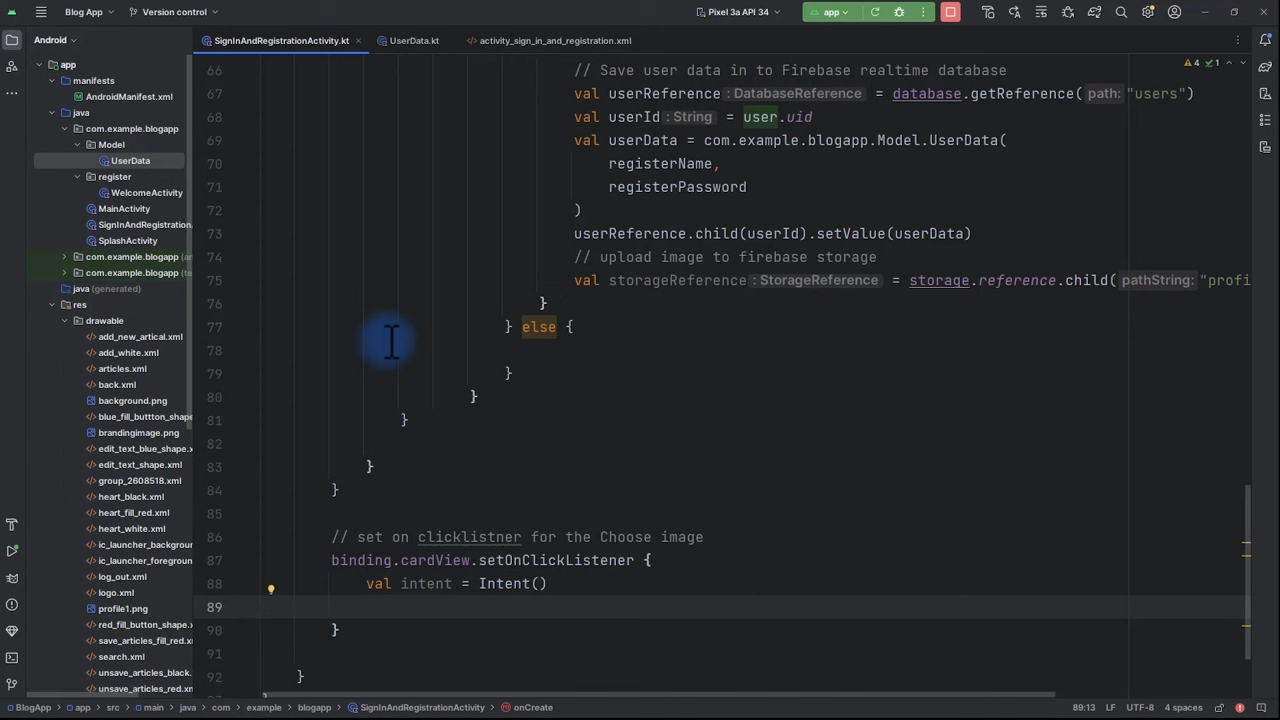 Blog App
Version control
Pixel 3a API 34
app
Android
SignInAndRegistrationActivity.kt
UserData.kt
activity_sign_in_and_registration.xml
app
manifests
AndroidManifest.xml
java
com.example.blogapp
Model
UserData
register
WelcomeActivity
MainActivity
SignInAndRegistration
SplashActivity
com.example.blogapp (a
com.example.blogapp (te
java (generated)
res
drawable
add_new_artical.xml
add_white.xml
articles.xml
back.xml
background.png
blue_fill_buttton_shape
brandingimage.png
edit_text_blue_shape.x
edit_text_shape.xml
group_2608518.xml
heart_black.xml
heart_fill_red.xml
heart_white.xml
ic_launcher_backgroun
ic_launcher_foreground
log_out.xml
logo.xml
profile1.png
red_fill_button_shape.
save_articles_fill_red.x
search.xml
unsave_articles_black.
unsave_articles_red.x
4 1
66 // Save user data in to Firebase realtime database
67 val userReference : DatabaseReference = database.getReference( path: "users")
68 val userId : String = user.uid
69 val userData = com.example.blogapp.Model.UserData(
70 registerName,
71 registerPassword
72 )
73 userReference.child(userId).setValue(userData)
74 // upload image to firebase storage
75 val storageReference : StorageReference = storage.reference.child( pathString: "profi
76 }
77 } else {
78
79 }
80 }
81 }
82
83 }
84 }
85
86 // set on clicklistner for the Choose image
87 binding.cardView.setOnClickListener {
88 val intent = Intent()
89
90 }
91
92 }
BlogApp > app > src > main > java > com > example > blogapp > SignInAndRegistrationActivity > onCreate
89:13 LF UTF-8 4 spaces